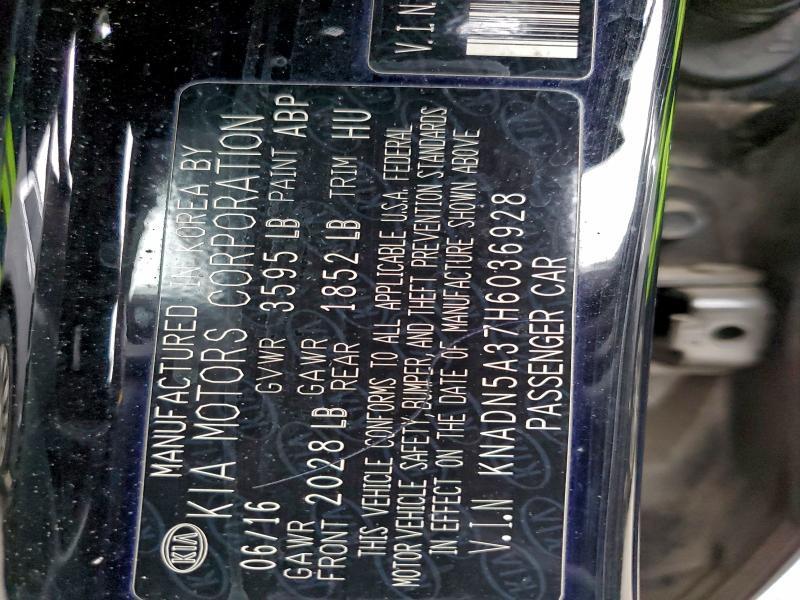 V.I.N
KIA
MANUFACTURED IN KOREA BY
KIA MOTORS CORPORATION
06/16 GVWR 3595 LB PAINT ABP
GAWR GAWR
FRONT 2028 LB REAR 1852 LB TRIM HU
THIS VEHICLE CONFORMS TO ALL APPLICABLE U.S.A. FEDERAL
MOTOR VEHICLE SAFETY, BUMPER, AND THEFT PREVENTION STANDARDS
IN EFFECT ON THE DATE OF MANUFACTURE SHOWN ABOVE
V.I.N KNADN5A37H6036928
PASSENGER CAR